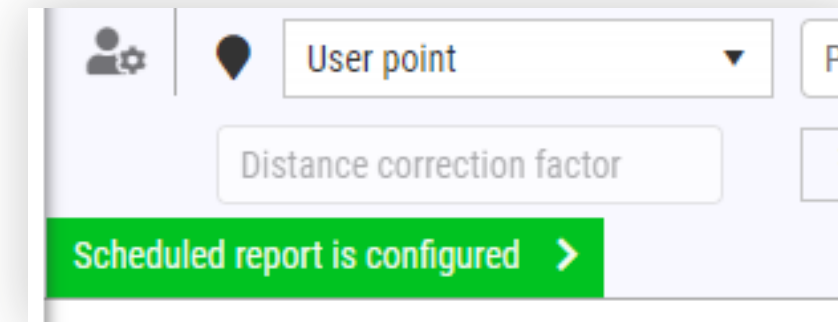 User point
Distance correction factor
Scheduled report is configured